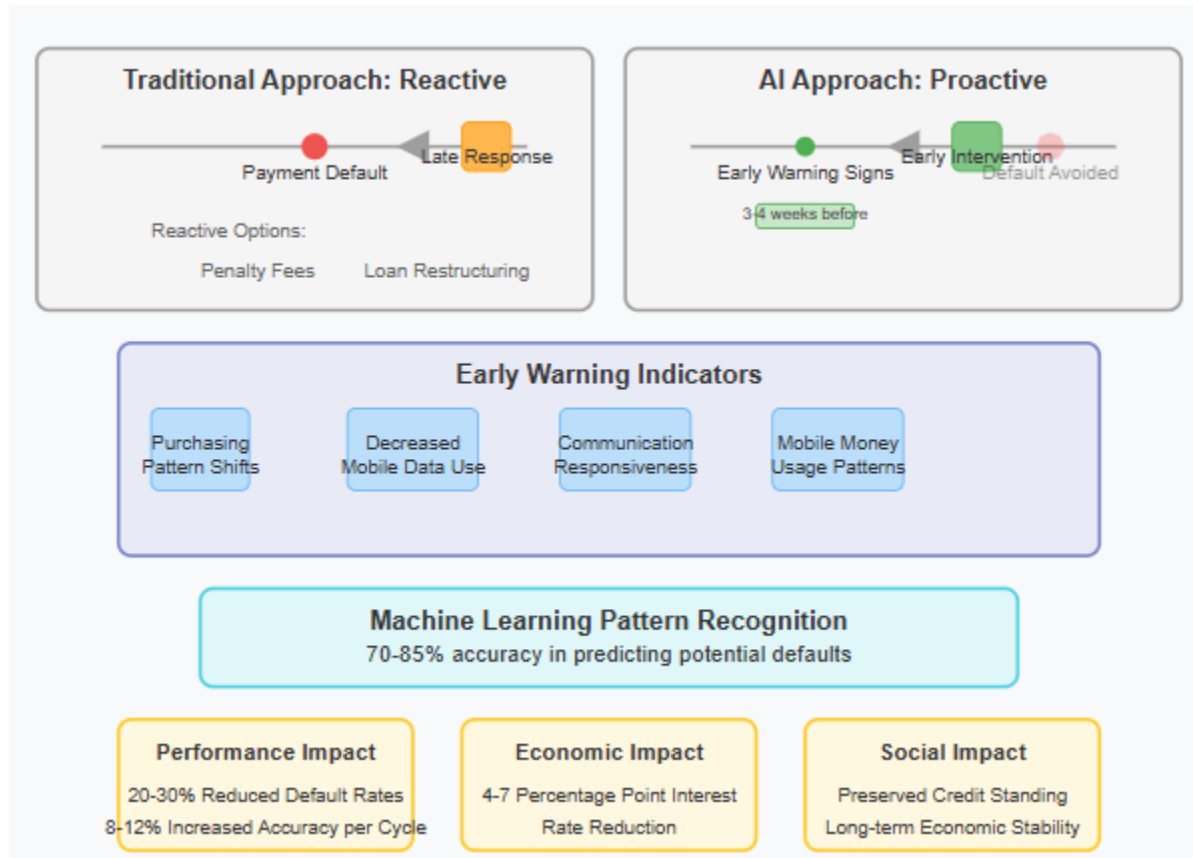 Traditional Approach: Reactive
Payment Default
Late Response
Reactive Options:
Penalty Fees
Loan Restructuring
AI Approach: Proactive
Early Warning Signs
Early Intervention
Default Avoided
3-4 weeks before
Early Warning Indicators
Purchasing
Pattern Shifts
Decreased
Mobile Data Use
Communication
Responsiveness
Mobile Money
Usage Patterns
Machine Learning Pattern Recognition
70-85% accuracy in predicting potential defaults
Performance Impact
20-30% Reduced Default Rates
8-12% Increased Accuracy per Cycle
Economic Impact
4-7 Percentage Point Interest
Rate Reduction
Social Impact
Preserved Credit Standing
Long-term Economic Stability